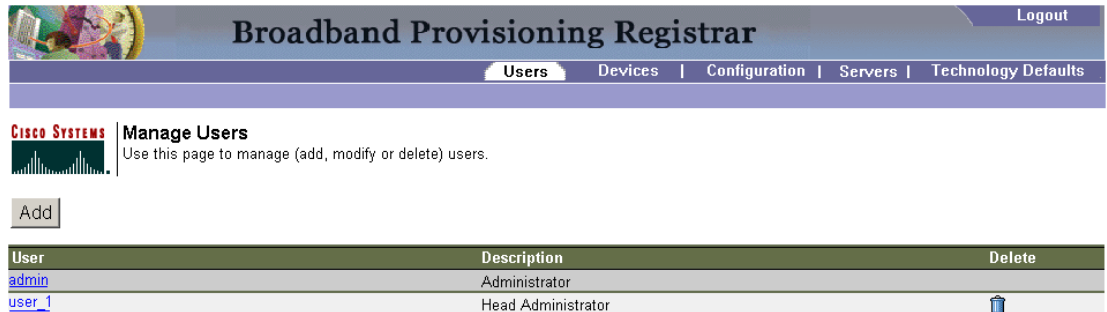 Broadband Provisioning Registrar
Logout
Users Devices | Configuration | Servers | Technology Defaults
CISCO SYSTEMS
Manage Users
Use this page to manage (add, modify or delete) users.
Add
User Description Delete
admin Administrator
user_1 Head Administrator